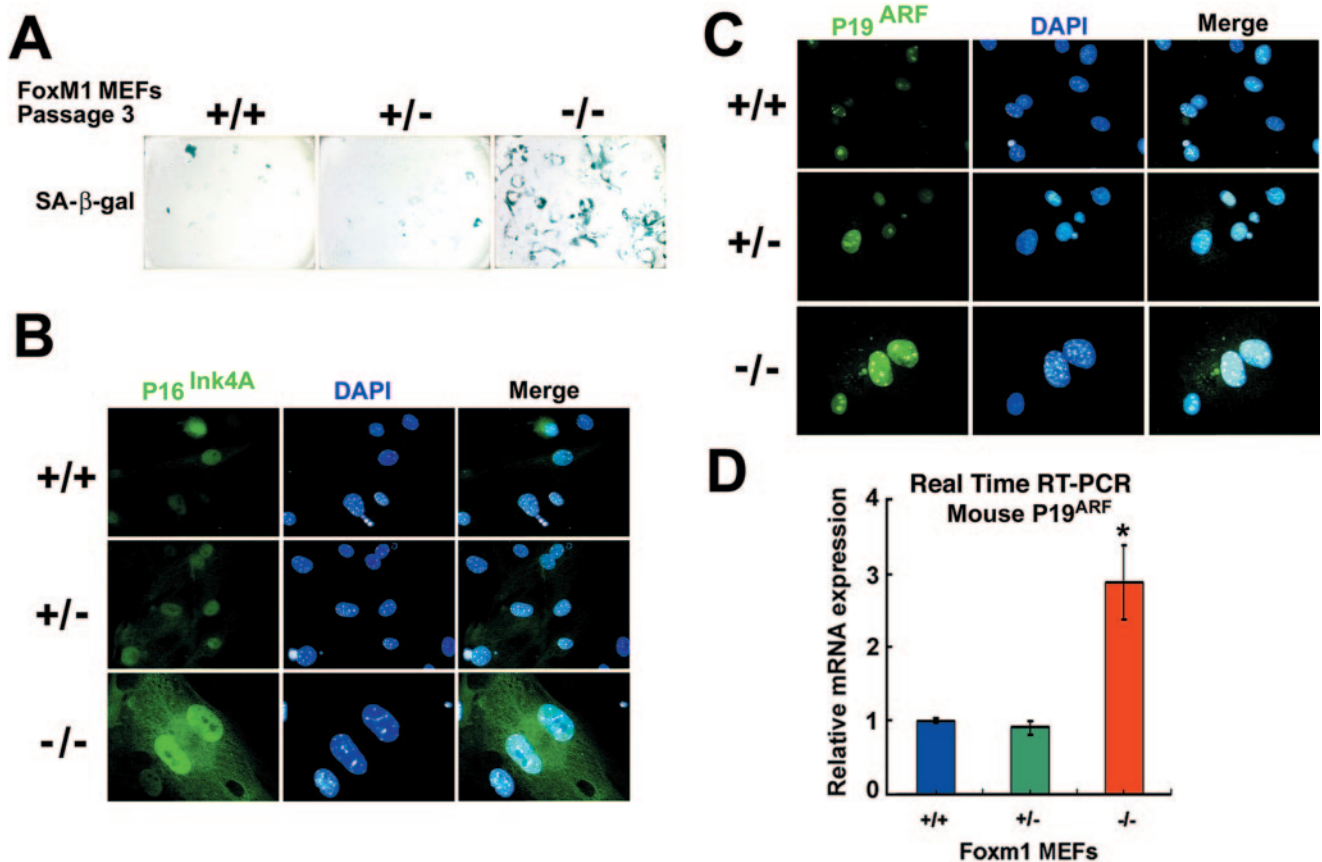 A
FoxM1 MEFs
Passage 3
+/+ +/- -/-
SA-β-gal
B
P16 Ink4A DAPI Merge
+/+
+/-
-/-
C
P19 ARF DAPI Merge
+/+
+/-
-/-
D
Real Time RT-PCR
Mouse P19ARF
Relative mRNA expression
4
3
2
1
0
*
+/+ +/- -/-
Foxm1 MEFs